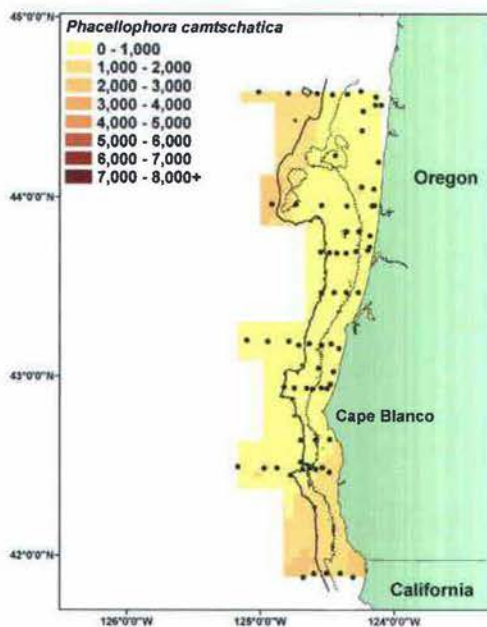 45°0'0"N
Phacellophora camtschatica
0 - 1,000
1,000 - 2,000
2,000 - 3,000
3,000 - 4,000
4,000 - 5,000
5,000 - 6,000
6,000 - 7,000
7,000 - 8,000+
44°0'0"N
Oregon
43°0'0"N
Cape Blanco
42°0'0"N
California
126°0'0"W 125°0'0"W 124°0'0"W